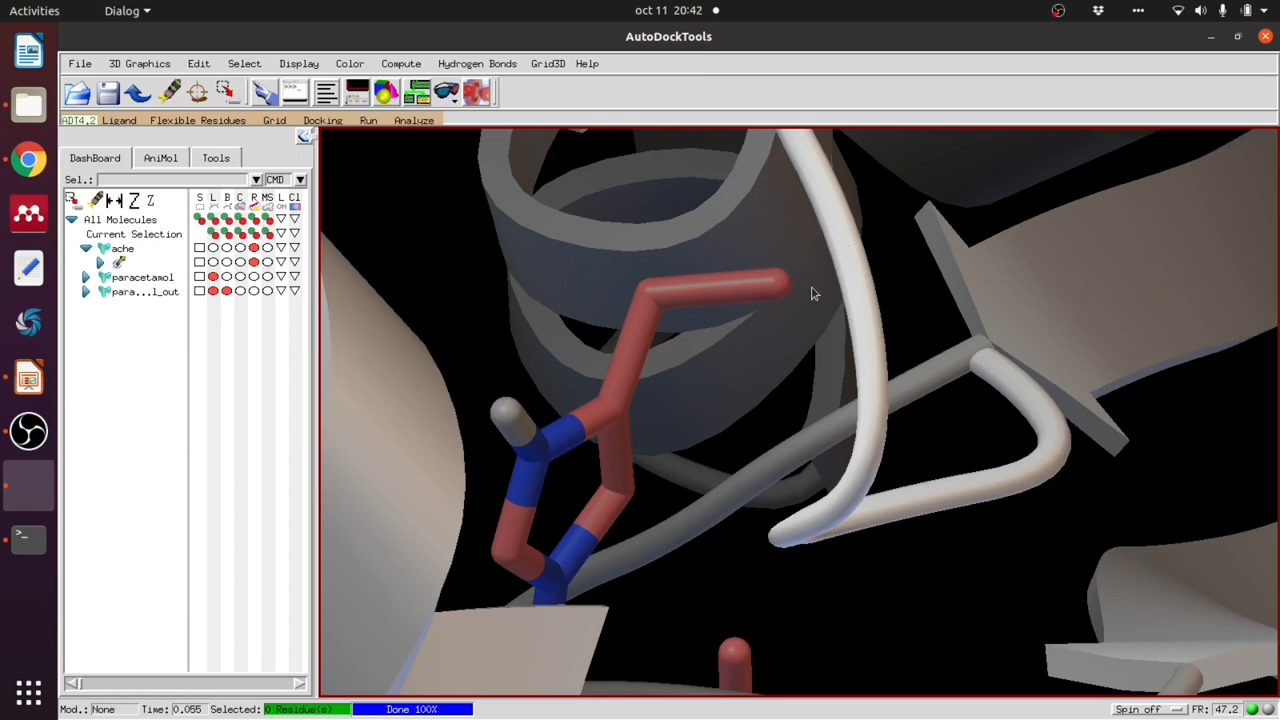 Activities Dialog oct 11 20:42
AutoDockTools
File 3D Graphics Edit Select Display Color Compute Hydrogen Bonds Grid3D Help
ADT4.2 Ligand Flexible Residues Grid Docking Run Analyze
DashBoard AniMol Tools
Sel.: CMD
S L B C R MS L Cl
All Molecules
Current Selection
ache
paracetamol
para...l_out
Mod.: None Time: 0.055 Selected: 0 Residue(s) Done 100% Spin off FR: 47.2